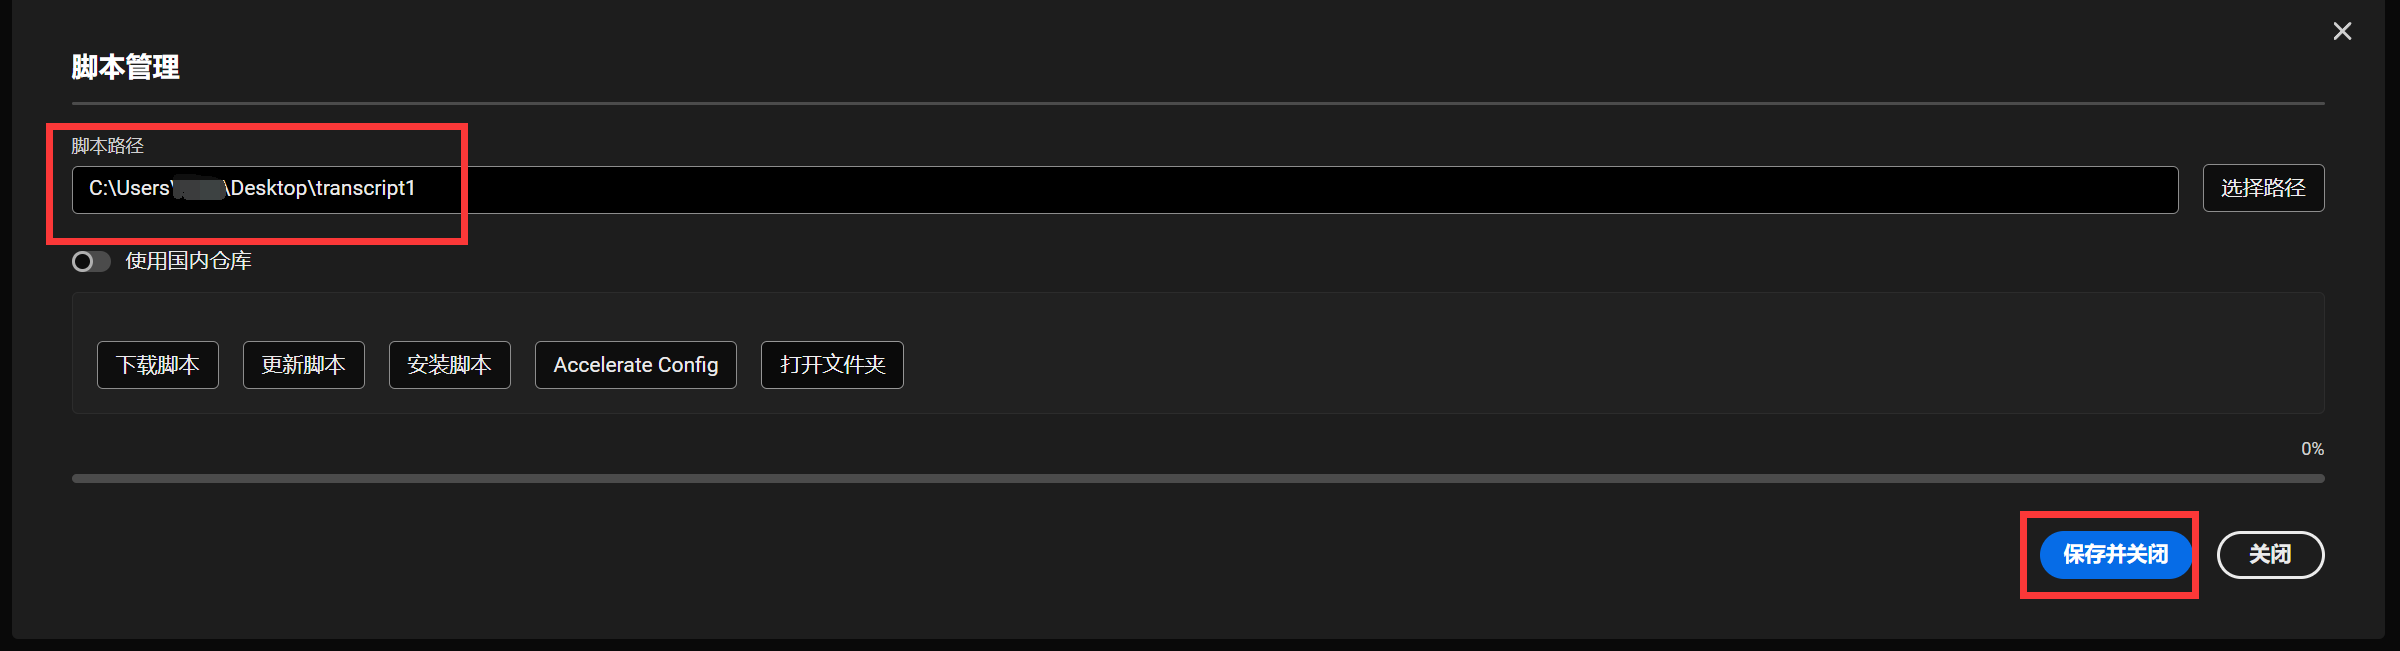 脚本管理
脚本路径
C:\Users\ \Desktop\transcript1
选择路径
使用国内仓库
下载脚本 更新脚本 安装脚本 Accelerate Config 打开文件夹
0%
保存并关闭 关闭